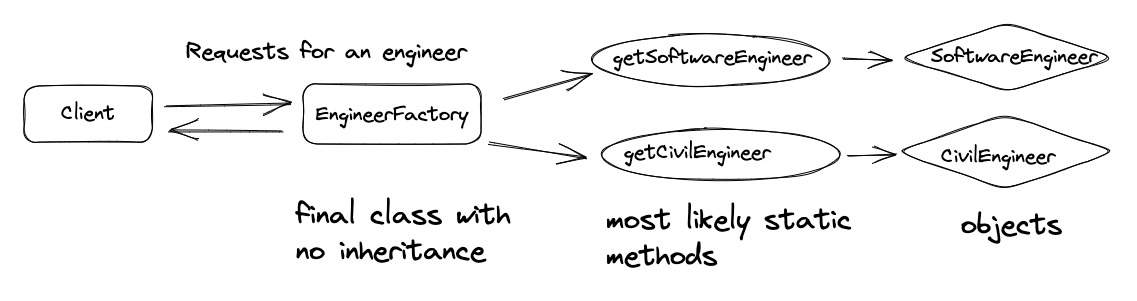 Requests for an engineer
Client
EngineerFactory
getSoftwareEngineer
SoftwareEngineer
getCivilEngineer
CivilEngineer
final class with
no inheritance
most likely static
methods
objects